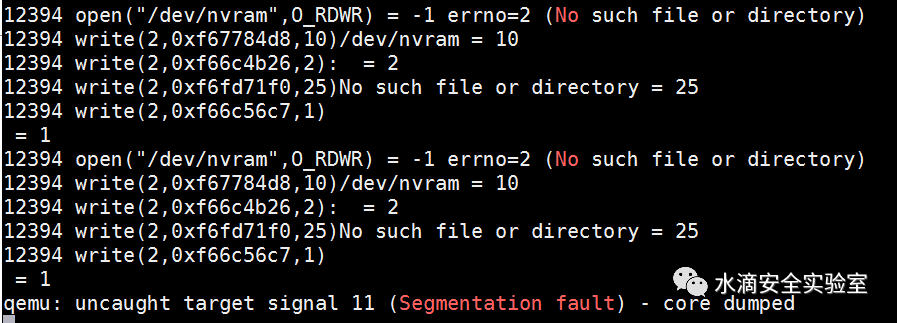 12394 open("/dev/nvram",O_RDWR) = -1 errno=2 (No such file or directory)
12394 write(2,0xf67784d8,10)/dev/nvram = 10
12394 write(2,0xf66c4b26,2):  = 2
12394 write(2,0xf6fd71f0,25)No such file or directory = 25
12394 write(2,0xf66c56c7,1)
 = 1
12394 open("/dev/nvram",O_RDWR) = -1 errno=2 (No such file or directory)
12394 write(2,0xf67784d8,10)/dev/nvram = 10
12394 write(2,0xf66c4b26,2):  = 2
12394 write(2,0xf6fd71f0,25)No such file or directory = 25
12394 write(2,0xf66c56c7,1)
 = 1
qemu: uncaught target signal 11 (Segmentation fault) - core dumped
水滴安全实验室